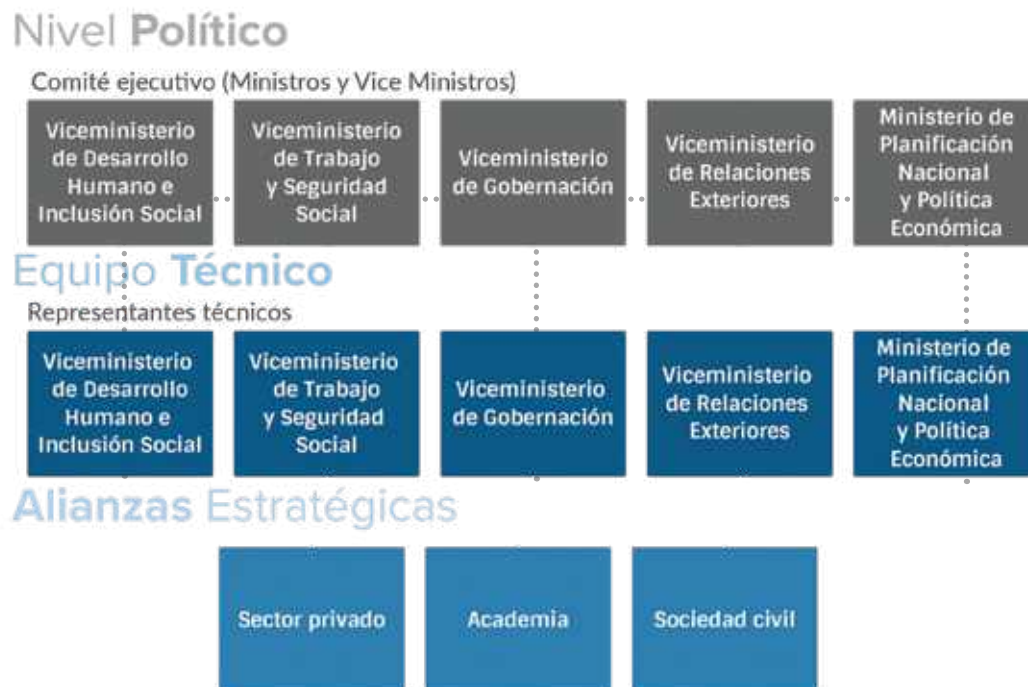 Nivel Político
Comité ejecutivo (Ministros y Vice Ministros)
Viceministerio
de Desarrollo
Humano e
Inclusión Social
Viceministerio
de Trabajo
y Seguridad
Social
Viceministerio
de Gobernación
Viceministerio
de Relaciones
Exteriores
Ministerio de
Planificación
Nacional
y Política
Económica
Equipo Técnico
Representantes técnicos
Viceministerio
de Desarrollo
Humano e
Inclusión Social
Viceministerio
de Trabajo
y Seguridad
Social
Viceministerio
de Gobernación
Viceministerio
de Relaciones
Exteriores
Ministerio de
Planificación
Nacional
y Política
Económica
Alianzas Estratégicas
Sector privado
Academia
Sociedad civil